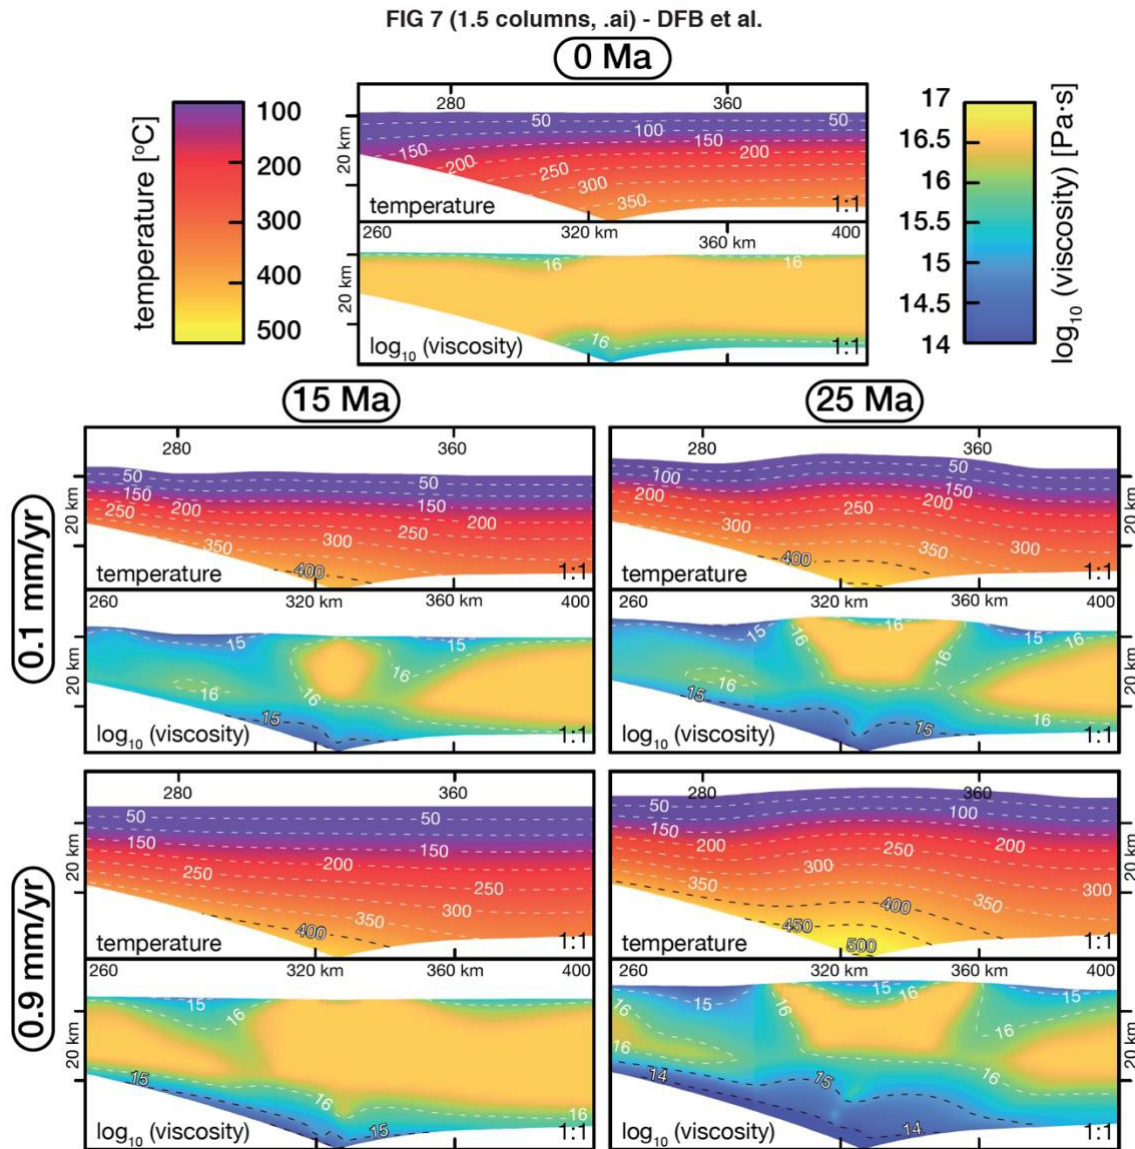 FIG 7 (1.5 columns, .ai) - DFB et al.
0 Ma
temperature [°C]
100
200
300
400
500
280 360
20 km
50 100 50
150 150
200 200
250
300
350
temperature 1:1
260 320 km 360 km 400
20 km
16 16
16
log10 (viscosity) 1:1
17
16.5
16
15.5
15
14.5
14
log10 (viscosity) [Pa·s]
15 Ma
25 Ma
0.1 mm/yr
280 360
20 km
50 50
150 150
250 200 250 200
350 300 300
400
temperature 1:1
260 320 km 360 km 400
20 km
15 15
16 16 16
15
log10 (viscosity) 1:1
280 360
20 km
100 50
200 150
300 250 200
350 300
400
temperature 1:1
260 320 km 360 km 400
20 km
15 16 16 15
16 16
15 15 16
log10 (viscosity) 1:1
0.9 mm/yr
280 360
20 km
50 50
150 150
200 200
250 250
350 300
400
temperature 1:1
260 320 km 360 km 400
20 km
15 15
16
15 16 16
15
log10 (viscosity) 1:1
280 360
20 km
50 100
150 150
200 200
250 250
300 300
350 400 350
450
500
temperature 1:1
260 320 km 360 km 400
20 km
15 15 15
16 16 16
16 16
14 15 16
14
log10 (viscosity) 1:1